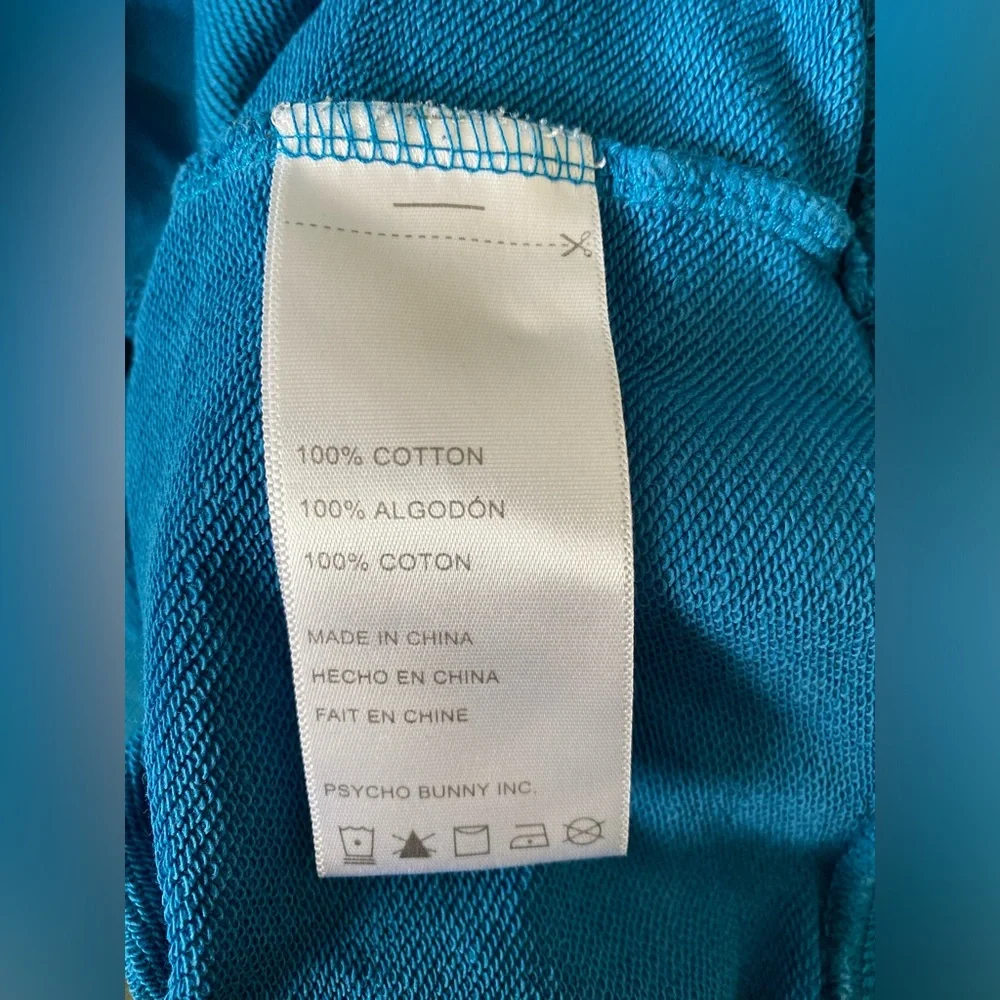 100% COTTON
100% ALGODÓN
100% COTON
MADE IN CHINA
HECHO EN CHINA
FAIT EN CHINE
PSYCHO BUNNY INC.